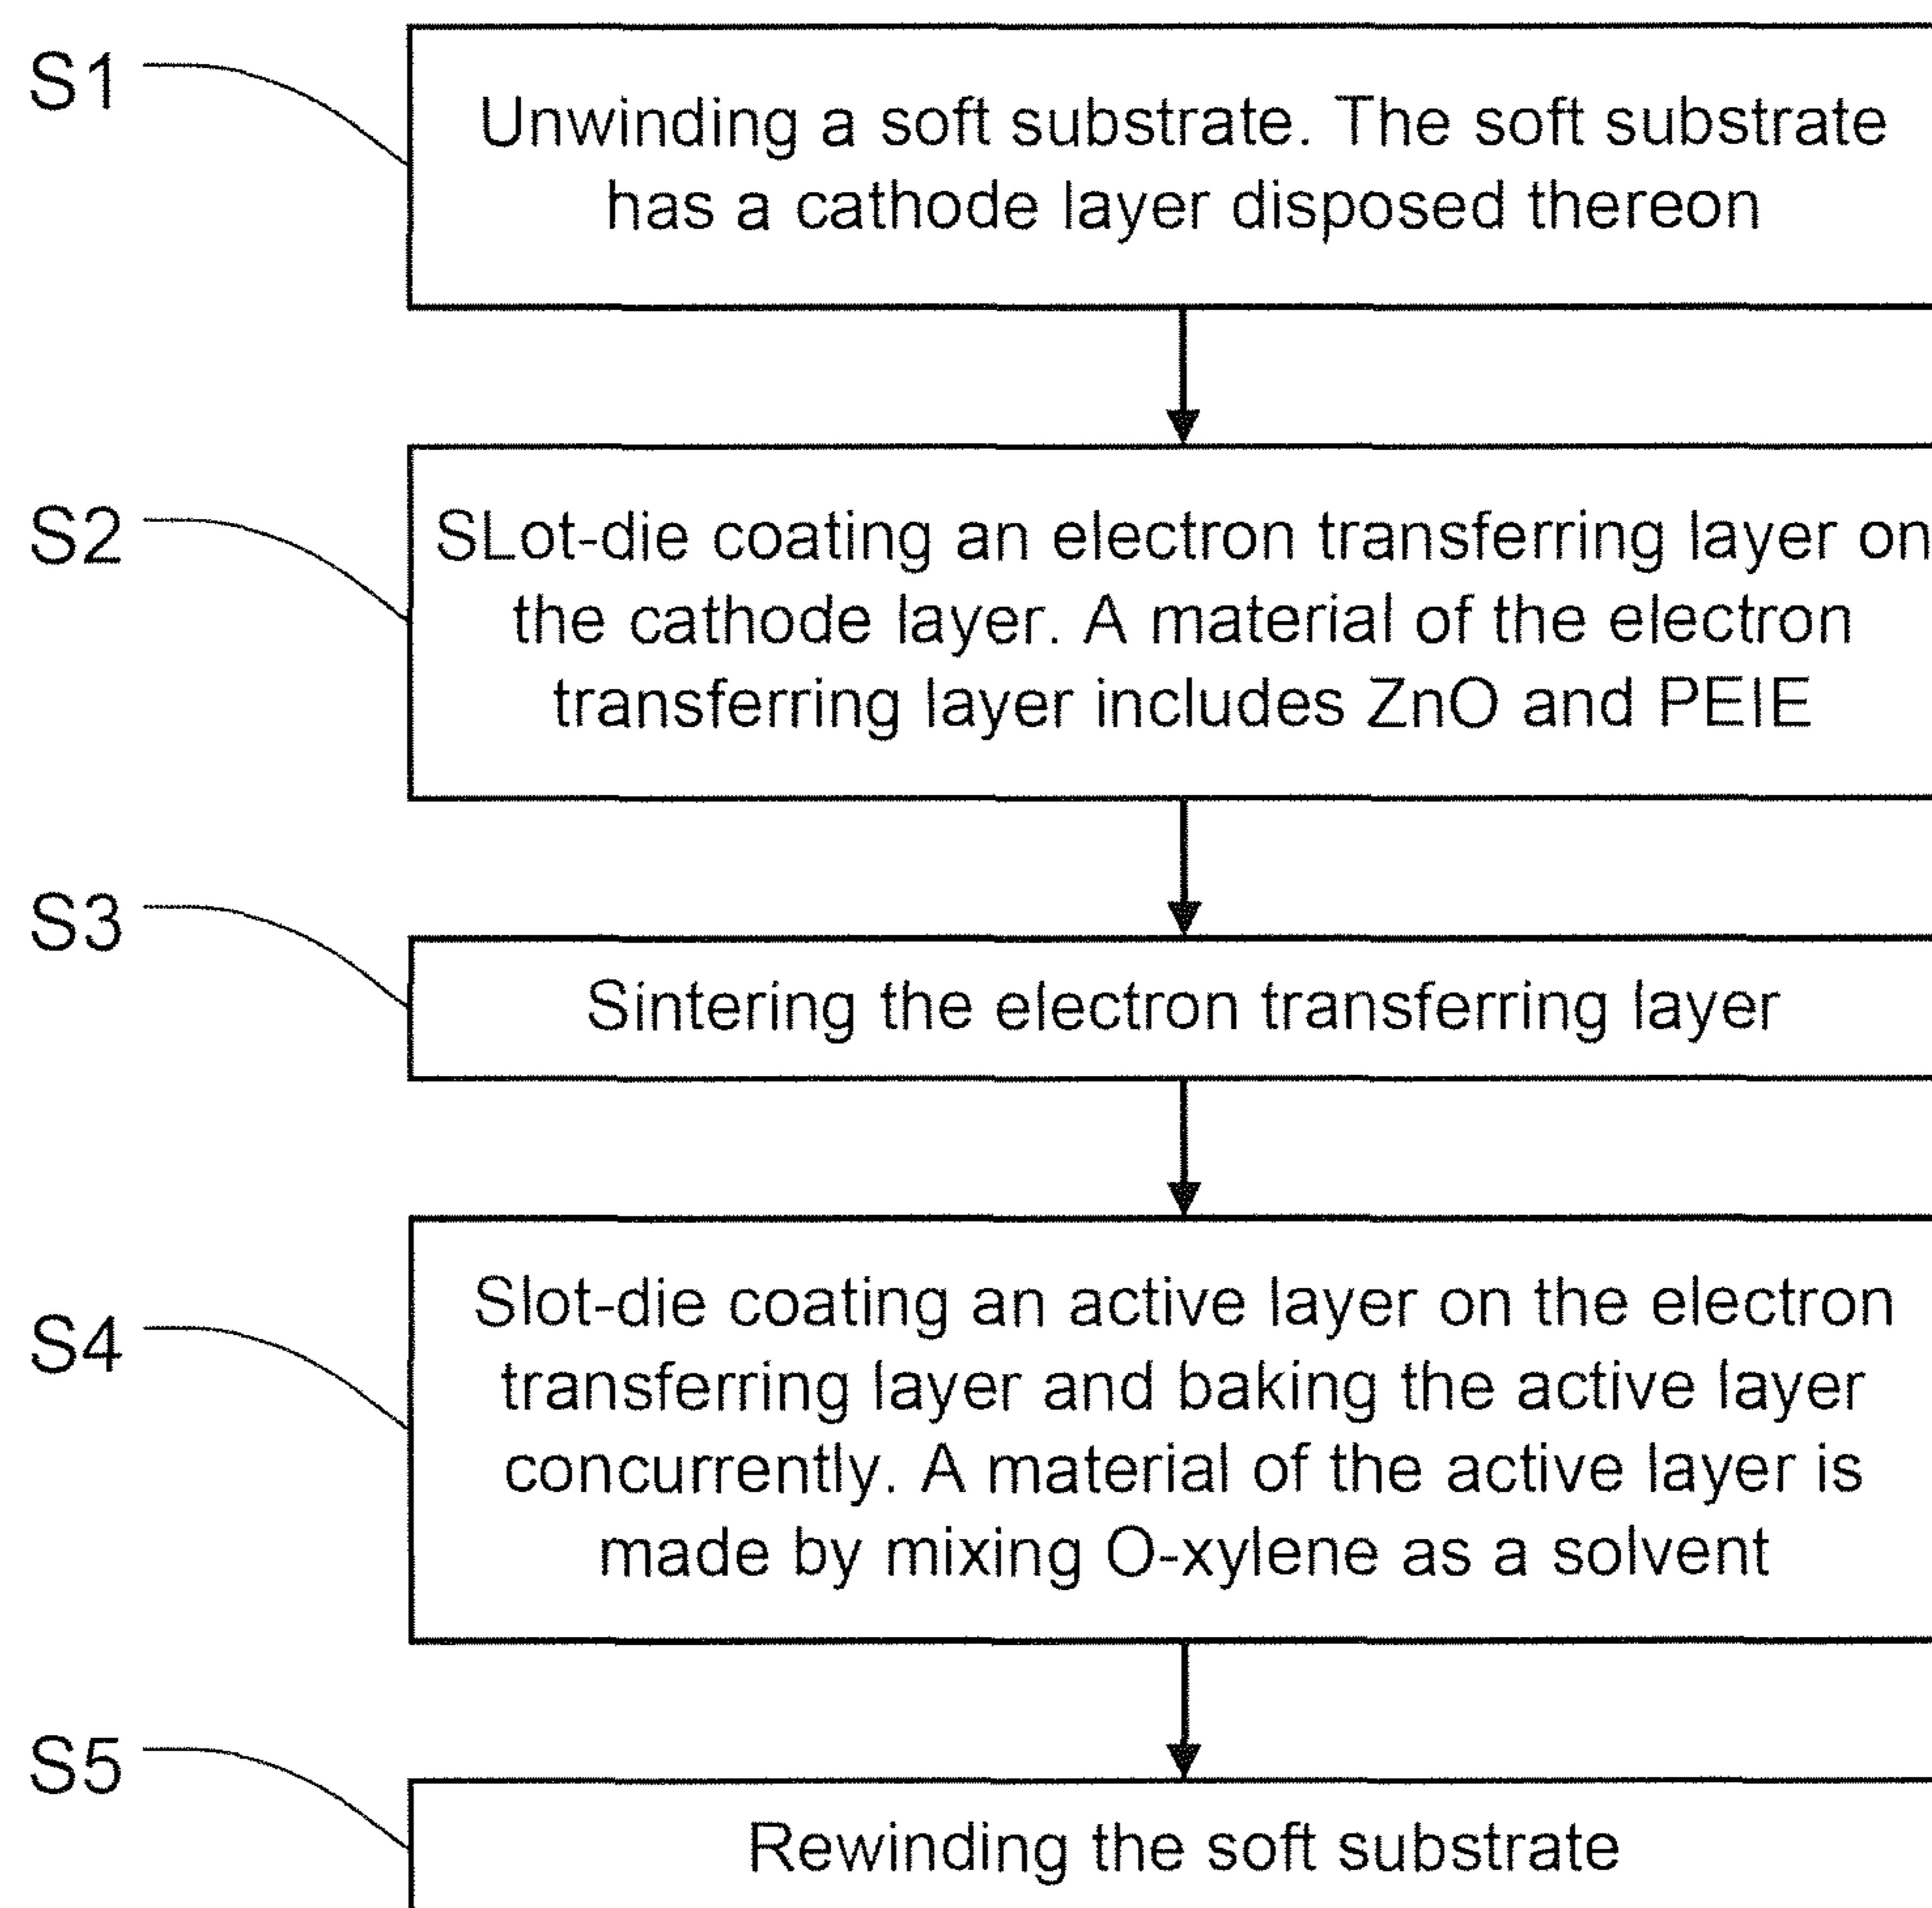 S1
Unwinding a soft substrate. The soft substrate
has a cathode layer disposed thereon
S2
SLot-die coating an electron transferring layer on
the cathode layer. A material of the electron
transferring layer includes ZnO and PEIE
S3
Sintering the electron transferring layer
S4
Slot-die coating an active layer on the electron
transferring layer and baking the active layer
concurrently. A material of the active layer is
made by mixing O-xylene as a solvent
S5
Rewinding the soft substrate